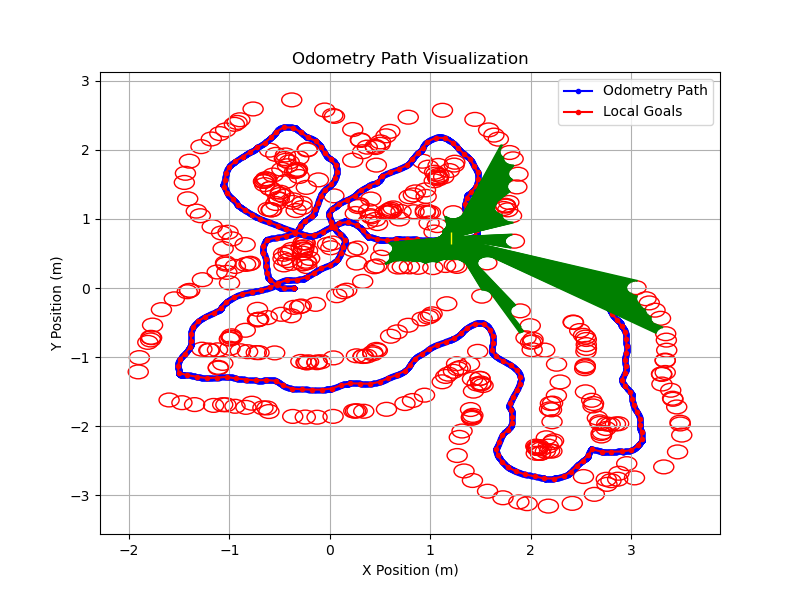 Odometry Path Visualization
Odometry Path
Local Goals
Y Position (m)
3
2
1
0
−1
−2
−3
−2
−1
0
1
2
3
X Position (m)